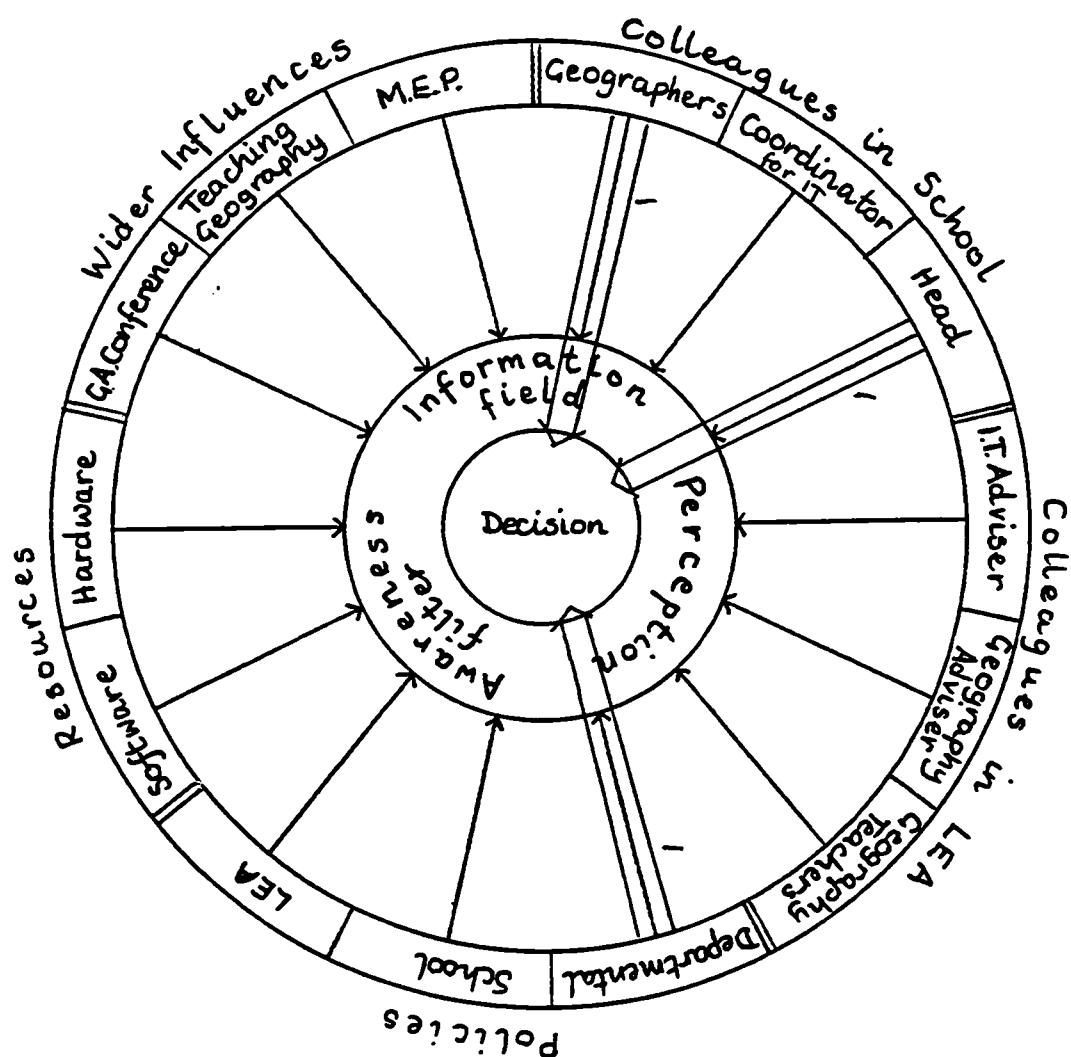 Wider Influences
M.E.P.
Teaching
Geography
G.A. Conference
Colleagues in School
Geographers
Coordinator
for IT
Head
Colleagues in LEA
I.T. Adviser
Geography
Adviser
Geography
Teachers
Policies
Departmental
School
LEA
Resources
Software
Hardware
Information
field
Perception
Awareness
filter
Decision